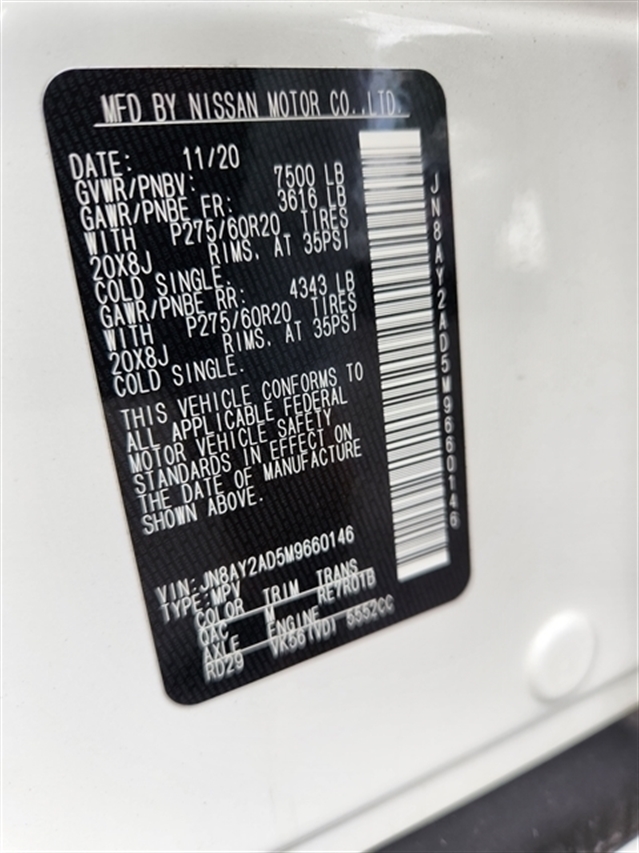 MFD BY NISSAN MOTOR CO.,LTD.
DATE: 11/20
GVWR/PNBV: 7500 LB
GAWR/PNBE FR: 3616 LB
WITH P275/60R20 TIRES
20X8J RIMS, AT 35PSI
COLD SINGLE.
GAWR/PNBE RR: 4343 LB
WITH P275/60R20 TIRES
20X8J RIMS, AT 35PSI
COLD SINGLE.
THIS VEHICLE CONFORMS TO
ALL APPLICABLE FEDERAL
MOTOR VEHICLE SAFETY
STANDARDS IN EFFECT ON
THE DATE OF MANUFACTURE
SHOWN ABOVE.
VIN:JN8AY2AD5M9660146
TYPE:MPV
COLOR TRIM TRANS
QAC M RE7R01B
AXLE ENGINE
RD29 VK56(VD) 5552CC
JN8AY2AD5M9660146